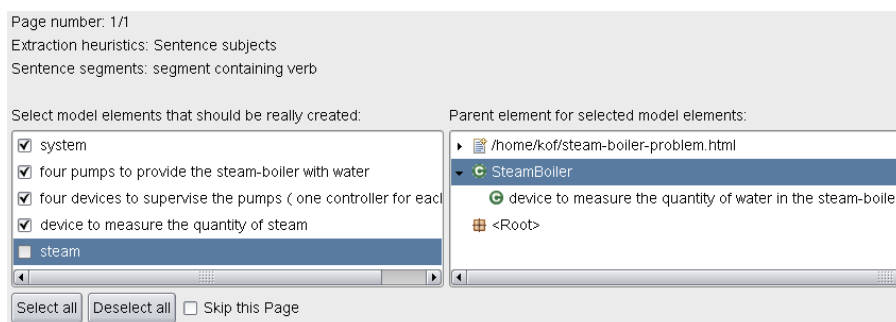 Page number: 1/1
Extraction heuristics: Sentence subjects
Sentence segments: segment containing verb
Select model elements that should be really created:
system
four pumps to provide the steam-boiler with water
four devices to supervise the pumps ( one controller for eacl
device to measure the quantity of steam
steam
Parent element for selected model elements:
/home/kof/steam-boiler-problem.html
SteamBoiler
device to measure the quantity of water in the steam-boile
<Root>
Select all Deselect all Skip this Page